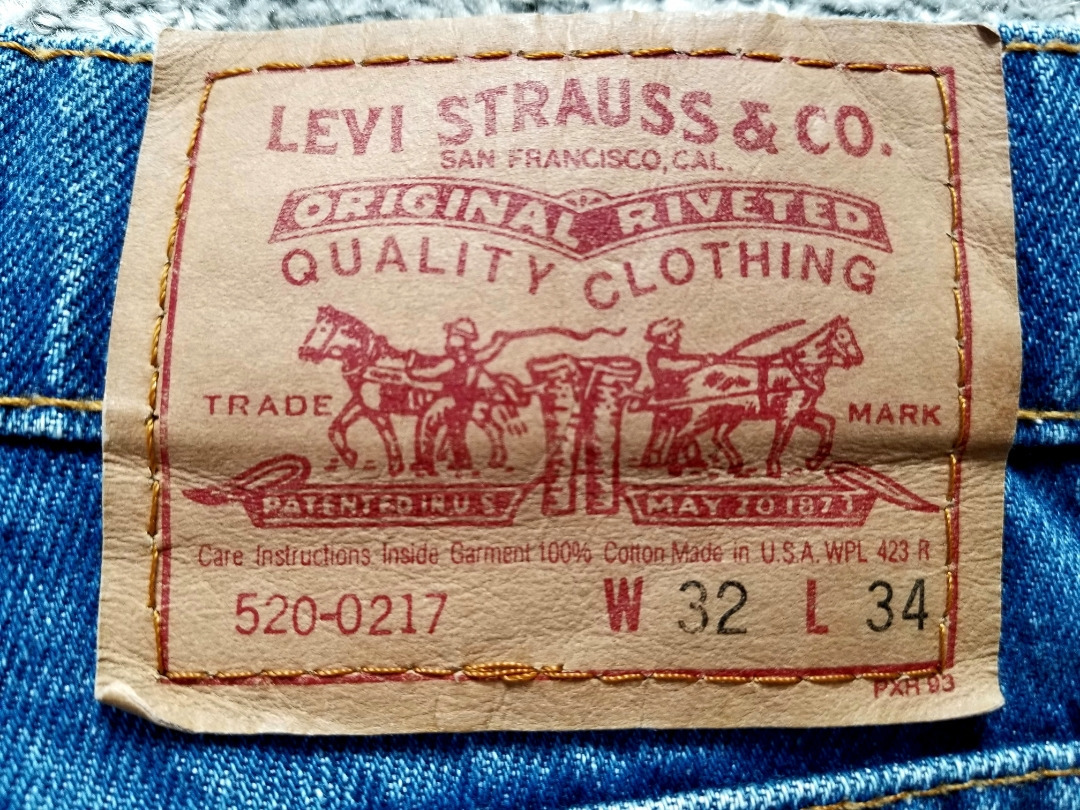 LEVI STRAUSS & CO.
SAN FRANCISCO, CAL.
ORIGINAL RIVETED
QUALITY CLOTHING
TRADE MARK
PATENTED IN U.S. MAY 20 1873
Care Instructions Inside Garment 100% Cotton Made in U.S.A. WPL 423 R
520-0217 W 32 L 34
PXH 93